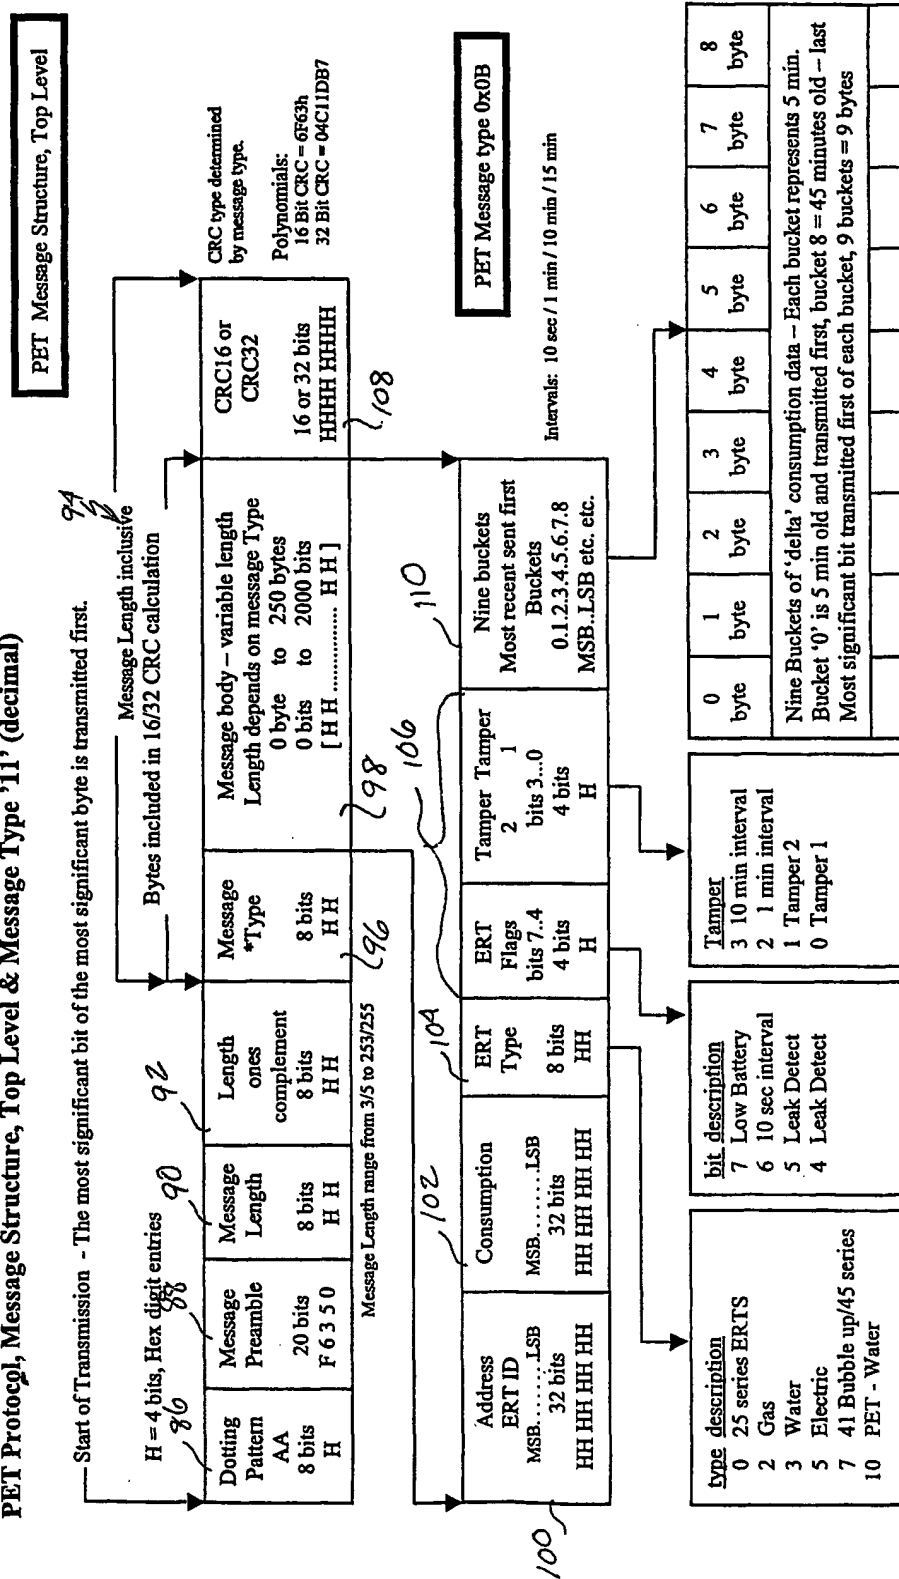 PET Protocol, Message Structure, Top Level & Message Type '11' (decimal)
PET Message Structure, Top Level
Start of Transmission - The most significant bit of the most significant byte is transmitted first.
94
Message Length inclusive
Bytes included in 16/32 CRC calculation
H = 4 bits, Hex digit entries
86
88
90
92
Dotting
Pattern
AA
8 bits
H
Message
Preamble
20 bits
F 6 3 5 0
Message
Length
8 bits
H H
Length
ones
complement
8 bits
H H
Message
*Type
8 bits
H H
Message body – variable length
Length depends on message Type
0 byte to 250 bytes
0 bits to 2000 bits
[ H H ................ H H ]
CRC16 or
CRC32
16 or 32 bits
HHHH HHHH
CRC type determined
by message type.
Polynomials:
16 Bit CRC = 6F63h
32 Bit CRC = 04C11DB7
Message Length range from 3/5 to 253/255
96
98
108
PET Message type 0x0B
100
102
104
106
110
Address
ERT ID
MSB.........LSB
32 bits
HH HH HH HH
Consumption
MSB.........LSB
32 bits
HH HH HH HH
ERT
Type
8 bits
HH
ERT
Flags
bits 7..4
4 bits
H
Tamper Tamper
2 1
bits 3...0
4 bits
H
Nine buckets
Most recent sent first
Buckets
0.1.2.3.4.5.6.7.8
MSB..LSB etc. etc.
Intervals: 10 sec / 1 min / 10 min / 15 min
type description
0 25 series ERTS
2 Gas
3 Water
5 Electric
7 41 Bubble up/45 series
10 PET - Water
bit description
7 Low Battery
6 10 sec interval
5 Leak Detect
4 Leak Detect
Tamper
3 10 min interval
2 1 min interval
1 Tamper 2
0 Tamper 1
0 1 2 3 4 5 6 7 8
byte byte byte byte byte byte byte byte byte
Nine Buckets of 'delta' consumption data – Each bucket represents 5 min.
Bucket '0' is 5 min old and transmitted first, bucket 8 = 45 minutes old – last
Most significant bit transmitted first of each bucket, 9 buckets = 9 bytes